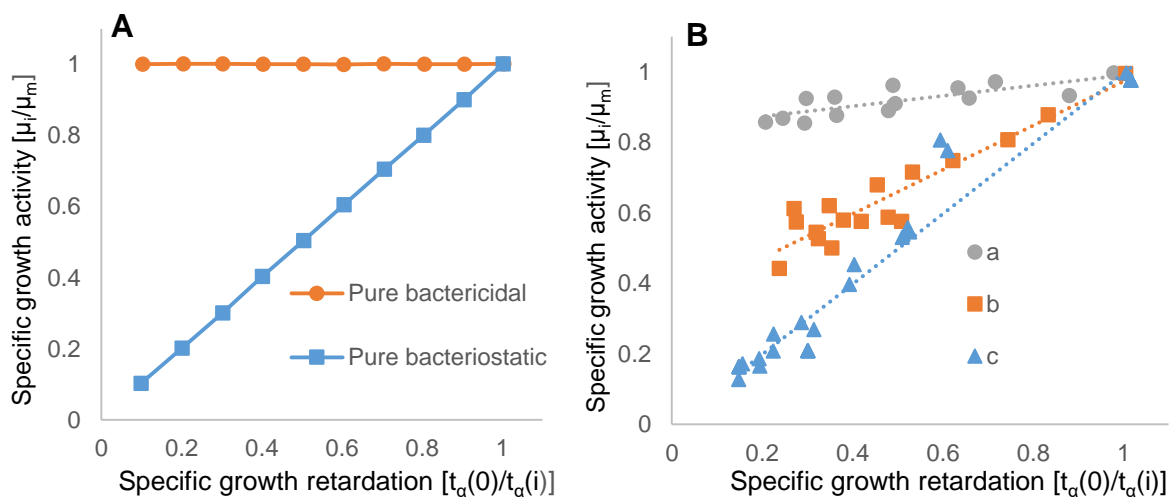 A
Specific growth activity [μi/μm]
1
0.8
0.6
0.4
0.2
0
Pure bactericidal
Pure bacteriostatic
0 0.2 0.4 0.6 0.8 1
Specific growth retardation [tα(0)/tα(i)]
B
Specific growth activity [μi/μm]
1
0.8
0.6
0.4
0.2
0
a
b
c
0 0.2 0.4 0.6 0.8 1
Specific growth retardation [tα(0)/tα(i)]